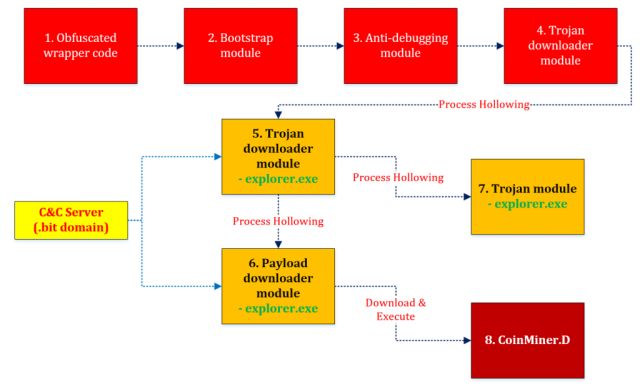 1. Obfuscated
wrapper code
2. Bootstrap
module
3. Anti-debugging
module
4. Trojan
downloader
module
Process Hollowing
5. Trojan
downloader
module
- explorer.exe
Process Hollowing
7. Trojan module
- explorer.exe
C&C Server
(.bit domain)
Process Hollowing
6. Payload
downloader
module
- explorer.exe
Download &
Execute
8. CoinMiner.D